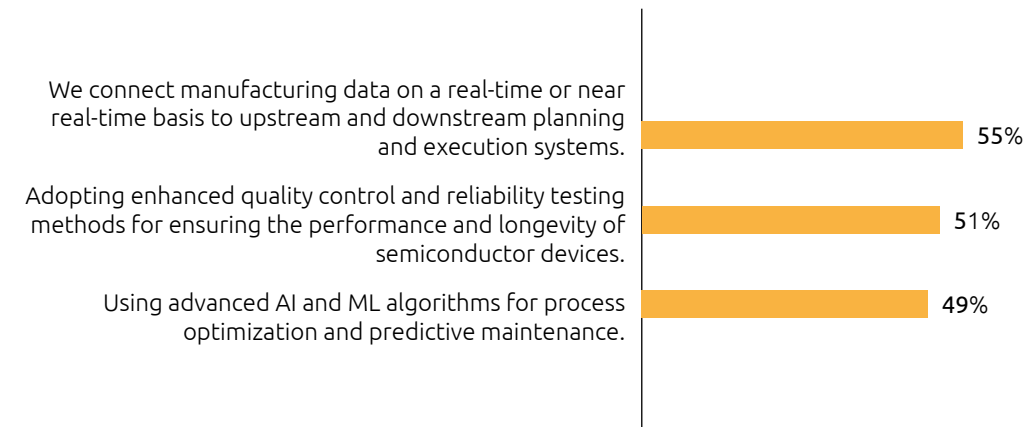 We connect manufacturing data on a real-time or near
real-time basis to upstream and downstream planning
and execution systems.
55%
Adopting enhanced quality control and reliability testing
methods for ensuring the performance and longevity of
semiconductor devices.
51%
Using advanced AI and ML algorithms for process
optimization and predictive maintenance.
49%